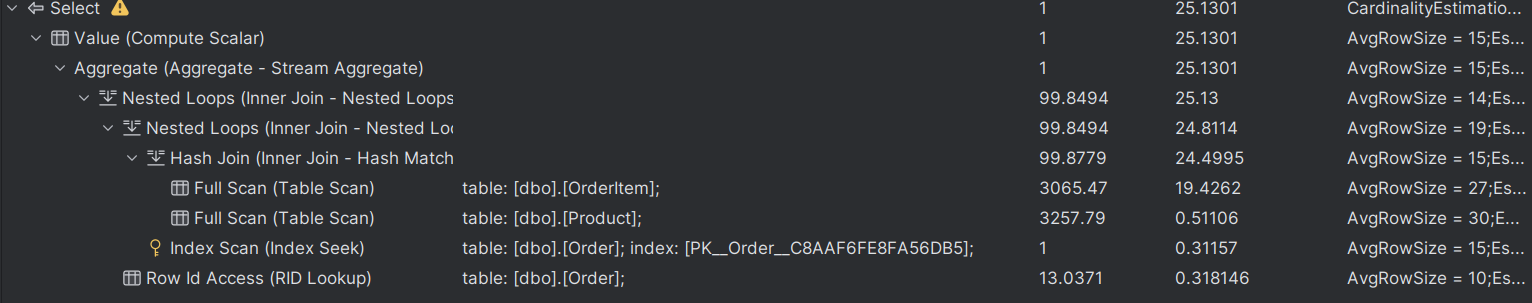 Select 1 25.1301 CardinalityEstimatio...
Value (Compute Scalar) 1 25.1301 AvgRowSize = 15;Es...
Aggregate (Aggregate - Stream Aggregate) 1 25.1301 AvgRowSize = 15;Es...
Nested Loops (Inner Join - Nested Loops 99.8494 25.13 AvgRowSize = 14;Es...
Nested Loops (Inner Join - Nested Lo 99.8494 24.8114 AvgRowSize = 19;Es...
Hash Join (Inner Join - Hash Match 99.8779 24.4995 AvgRowSize = 15;Es...
Full Scan (Table Scan) table: [dbo].[OrderItem]; 3065.47 19.4262 AvgRowSize = 27;Es...
Full Scan (Table Scan) table: [dbo].[Product]; 3257.79 0.51106 AvgRowSize = 30;E...
Index Scan (Index Seek) table: [dbo].[Order]; index: [PK__Order__C8AAF6FE8FA56DB5]; 1 0.31157 AvgRowSize = 15;Es...
Row Id Access (RID Lookup) table: [dbo].[Order]; 13.0371 0.318146 AvgRowSize = 10;Es...